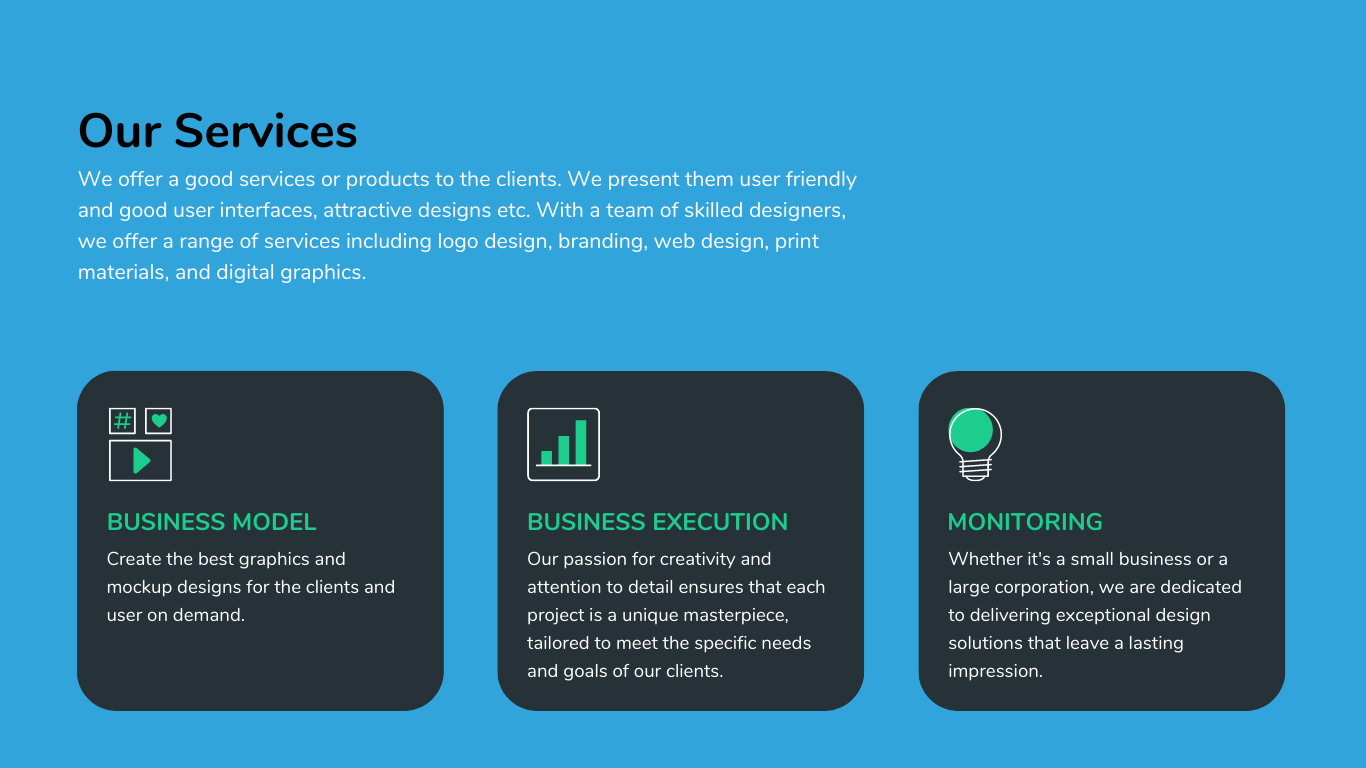 Our Services
We offer a good services or products to the clients. We present them user friendly
and good user interfaces, attractive designs etc. With a team of skilled designers,
we offer a range of services including logo design, branding, web design, print
materials, and digital graphics.
#
BUSINESS MODEL
Create the best graphics and
mockup designs for the clients and
user on demand.
BUSINESS EXECUTION
Our passion for creativity and
attention to detail ensures that each
project is a unique masterpiece,
tailored to meet the specific needs
and goals of our clients.
MONITORING
Whether it's a small business or a
large corporation, we are dedicated
to delivering exceptional design
solutions that leave a lasting
impression.